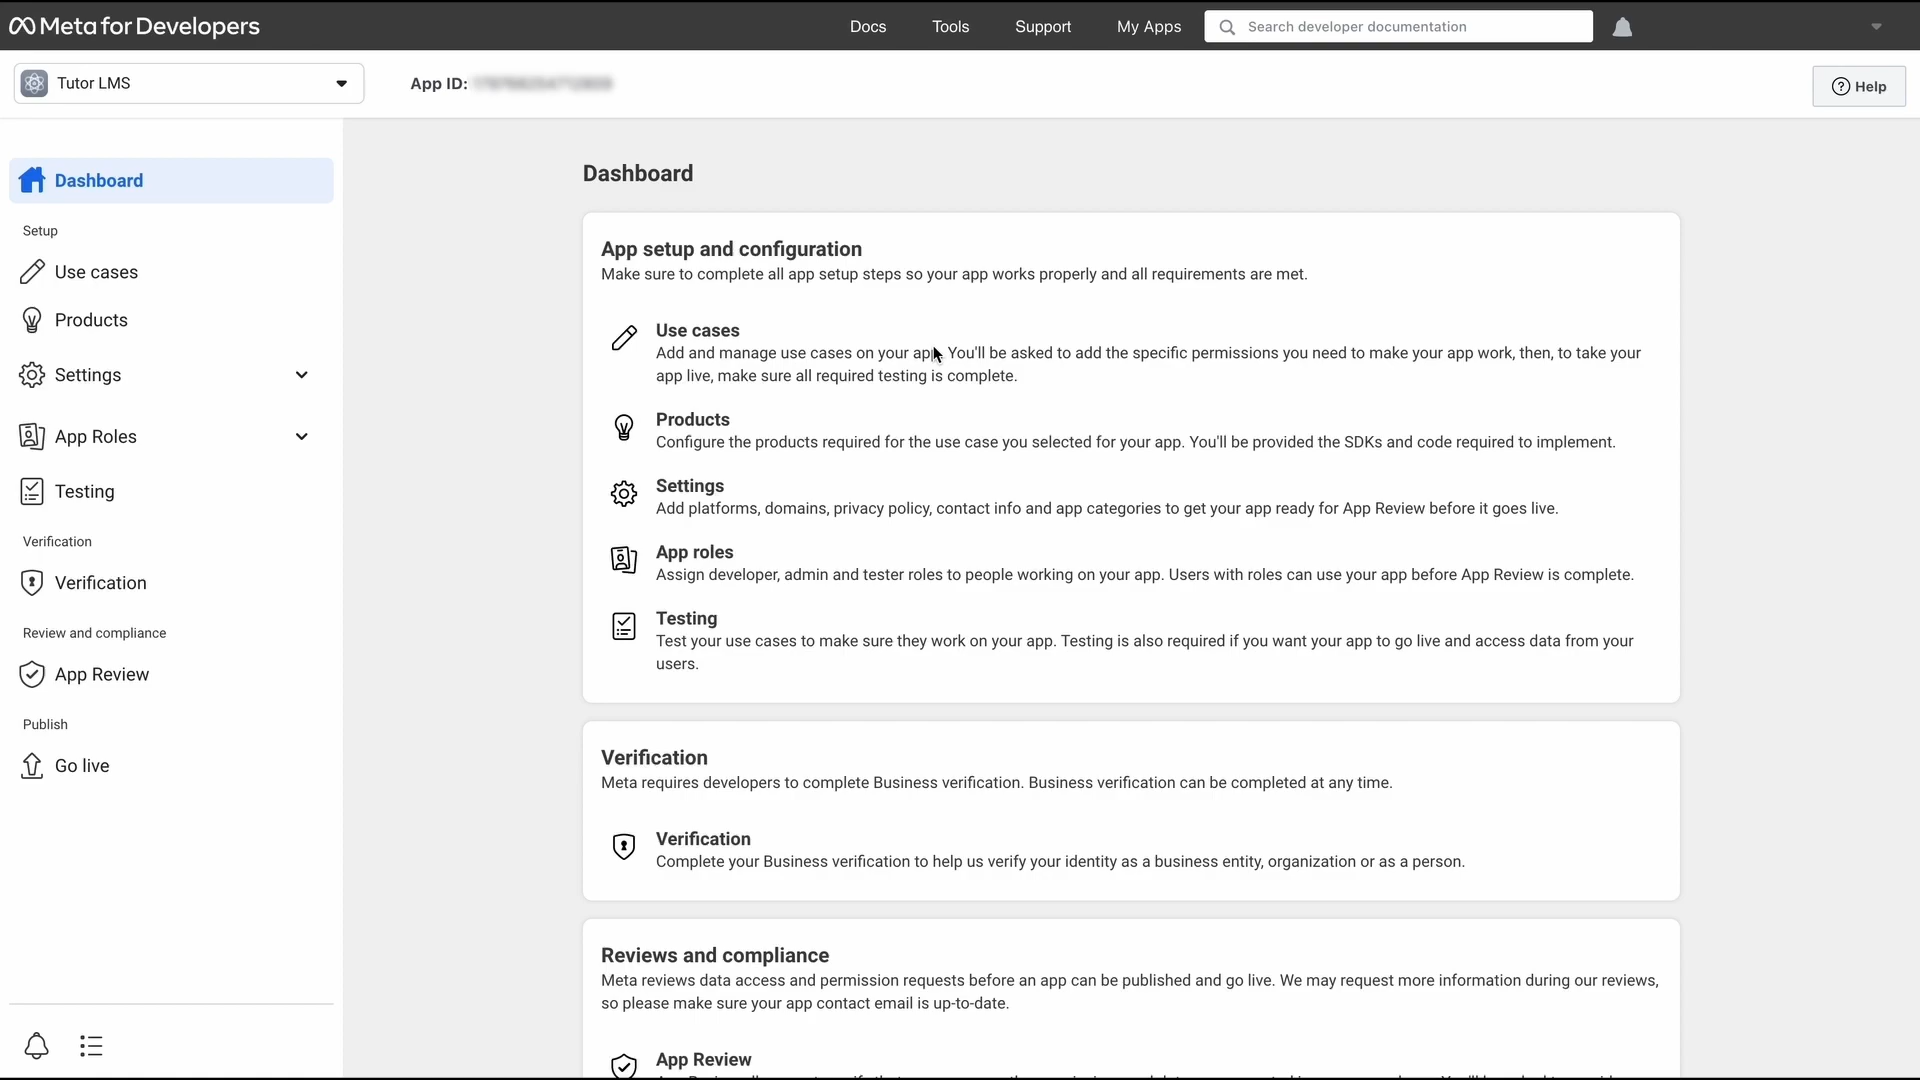 Meta for Developers
Docs
Tools
Support
My Apps
Search developer documentation
Tutor LMS
App ID:
Help
Dashboard
Setup
Use cases
Products
Settings
App Roles
Testing
Verification
Verification
Review and compliance
App Review
Publish
Go live
Dashboard
App setup and configuration
Make sure to complete all app setup steps so your app works properly and all requirements are met.
Use cases
Add and manage use cases on your app. You'll be asked to add the specific permissions you need to make your app work, then, to take your
app live, make sure all required testing is complete.
Products
Configure the products required for the use case you selected for your app. You'll be provided the SDKs and code required to implement.
Settings
Add platforms, domains, privacy policy, contact info and app categories to get your app ready for App Review before it goes live.
App roles
Assign developer, admin and tester roles to people working on your app. Users with roles can use your app before App Review is complete.
Testing
Test your use cases to make sure they work on your app. Testing is also required if you want your app to go live and access data from your
users.
Verification
Meta requires developers to complete Business verification. Business verification can be completed at any time.
Verification
Complete your Business verification to help us verify your identity as a business entity, organization or as a person.
Reviews and compliance
Meta reviews data access and permission requests before an app can be published and go live. We may request more information during our reviews,
so please make sure your app contact email is up-to-date.
App Review